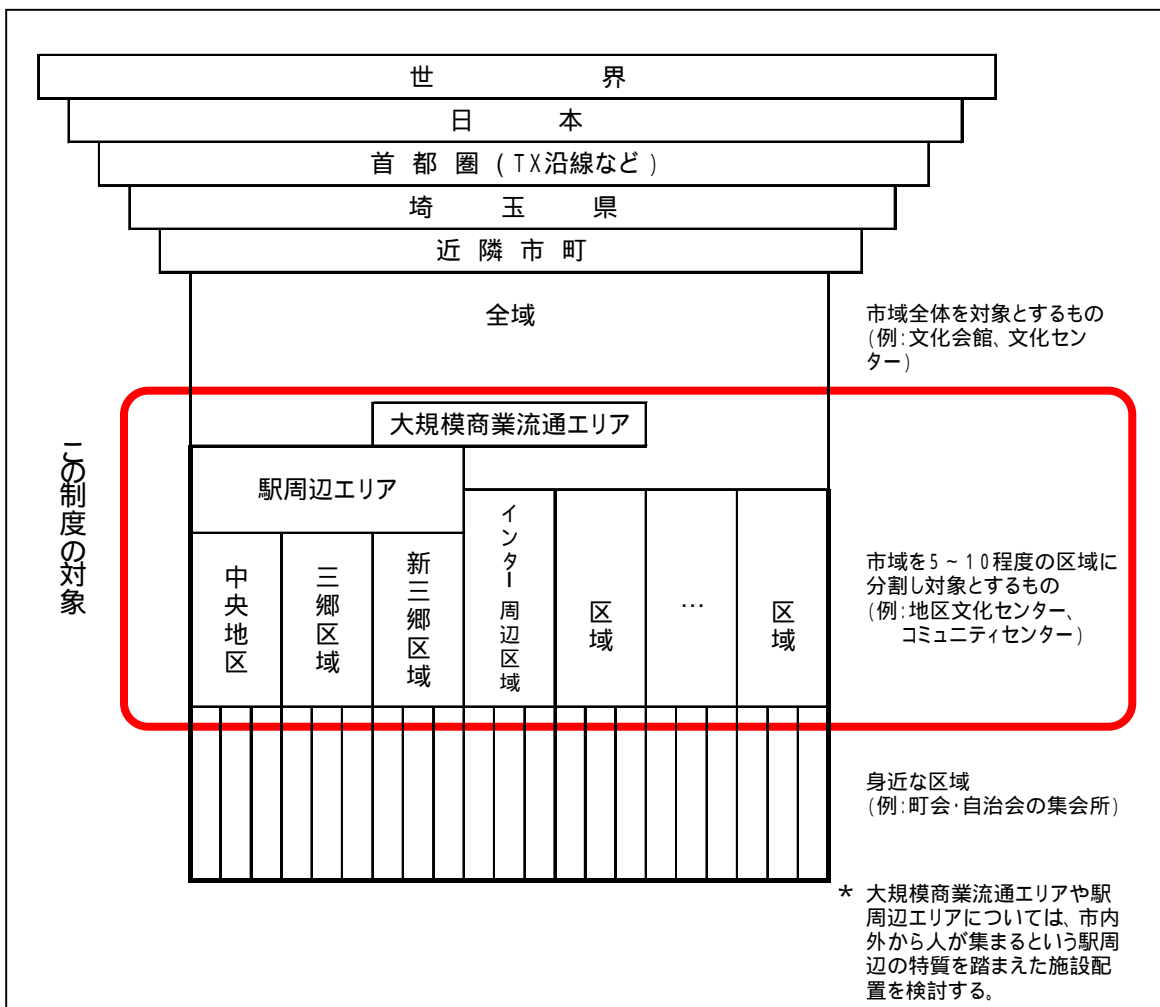 世界
日本
首都圏(TX沿線など)
埼玉県
近隣市町
全域
市域全体を対象とするもの
(例:文化会館、文化セン
ター)
この制度の対象
大規模商業流通エリア
駅周辺エリア
中央地区
三郷区域
新三郷区域
インター周辺区域
区域
…
区域
市域を5~10程度の区域に
分割し対象とするもの
(例:地区文化センター、
コミュニティセンター)
身近な区域
(例:町会・自治会の集会所)
* 大規模商業流通エリアや駅
周辺エリアについては、市内
外から人が集まるという駅周
辺の特質を踏まえた施設配
置を検討する。